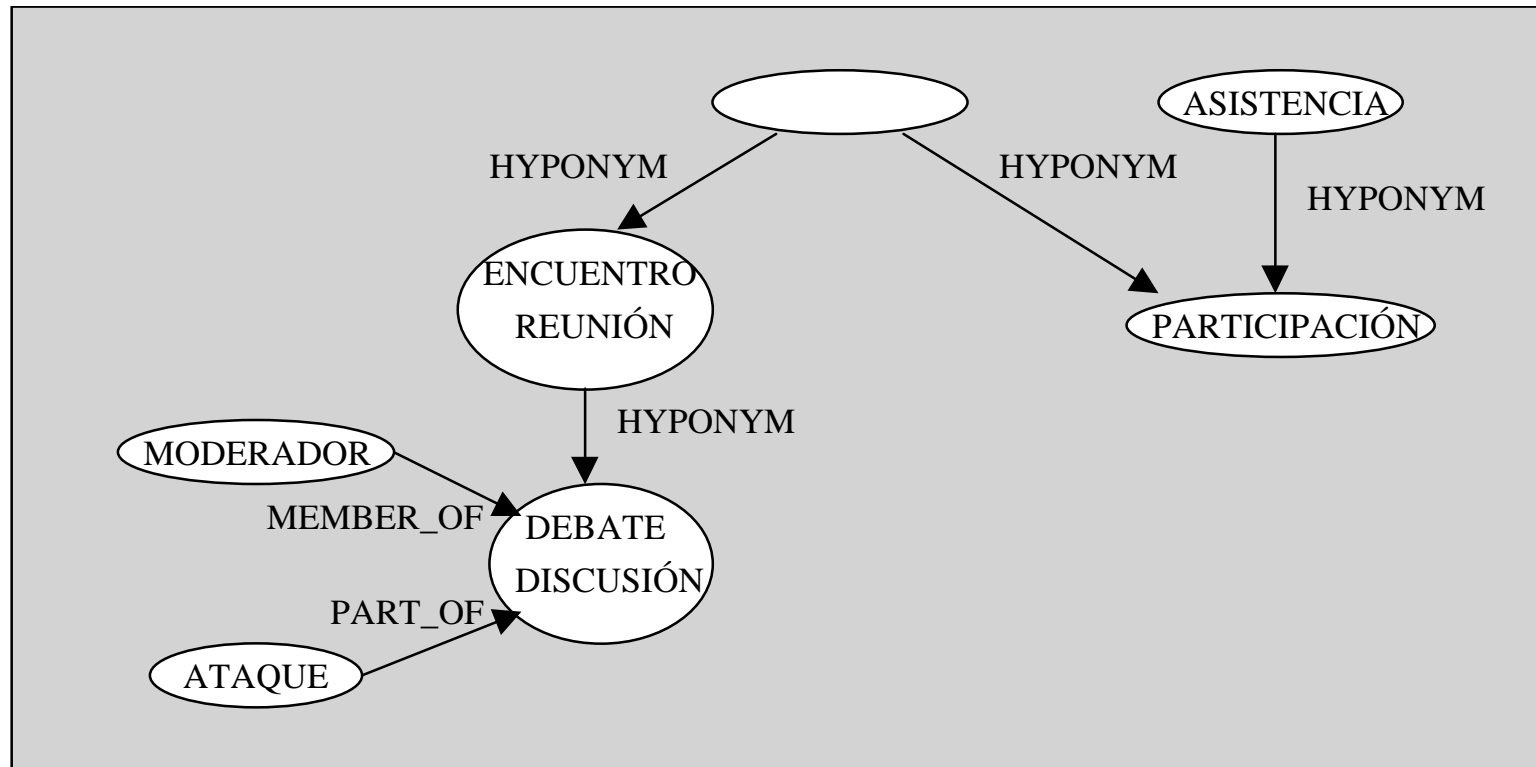 ASISTENCIA
HYPONYM
HYPONYM
HYPONYM
ENCUENTRO
REUNIÓN
PARTICIPACIÓN
HYPONYM
MODERADOR
MEMBER_OF
DEBATE
DISCUSIÓN
PART_OF
ATAQUE